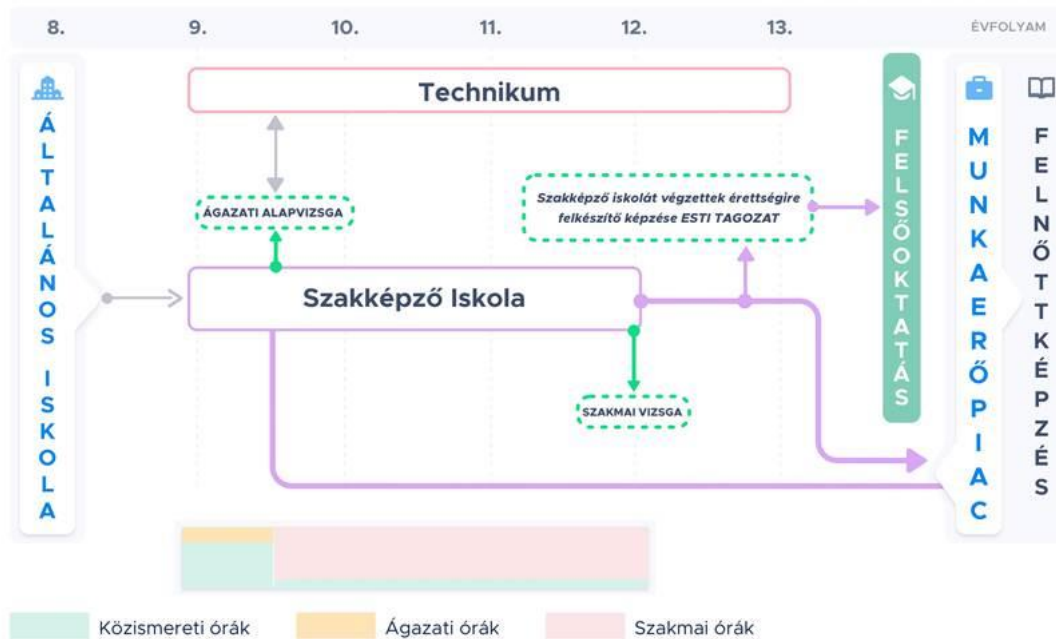 8. 9. 10. 11. 12. 13. ÉVFOLYAM
ÁLTALÁNOS ISKOLA
Technikum
ÁGAZATI ALAPVIZSGA
Szakképző iskolát végzettek érettségire
felkészítő képzése ESTI TAGOZAT
Szakképző Iskola
SZAKMAI VIZSGA
FELSŐOKTATÁS
MUNKAERŐPIAC
FELNŐTTKÉPZÉS
Közismereti órák
Ágazati órák
Szakmai órák